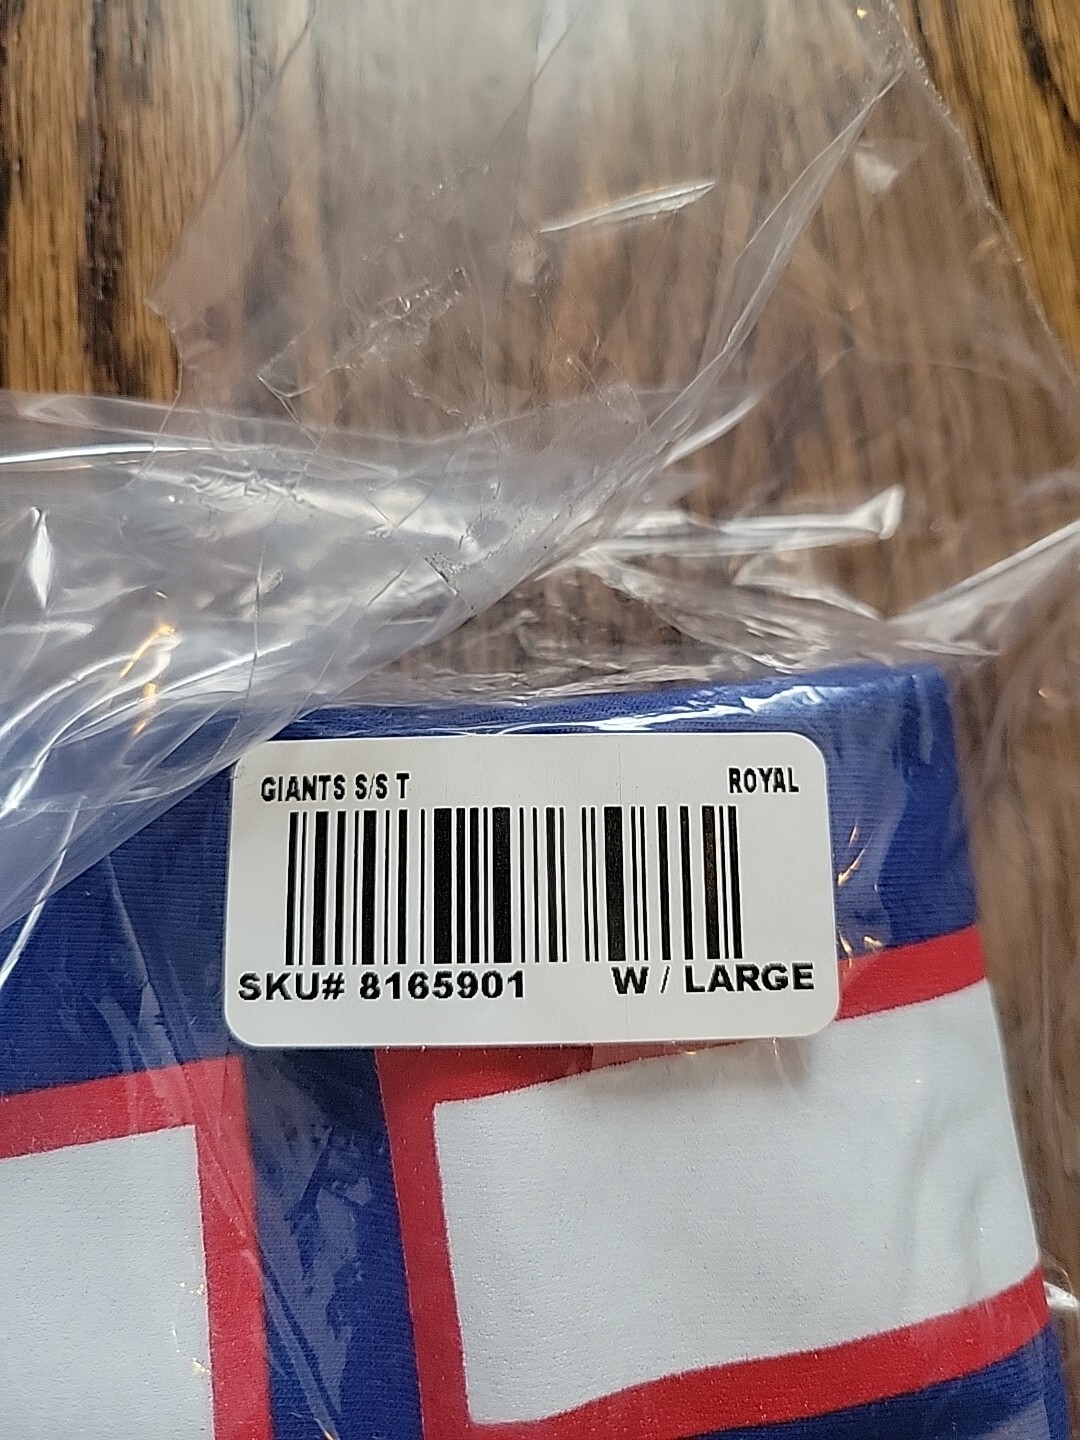 GIANTS S/S T ROYAL
SKU# 8165901 W / LARGE